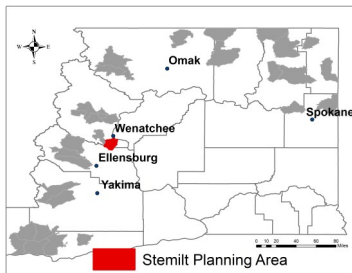 N
W E
S
Omak
Spokane
Wenatchee
Ellensburg
Yakima
0 10 20 40 60 80
Miles
Stemilt Planning Area